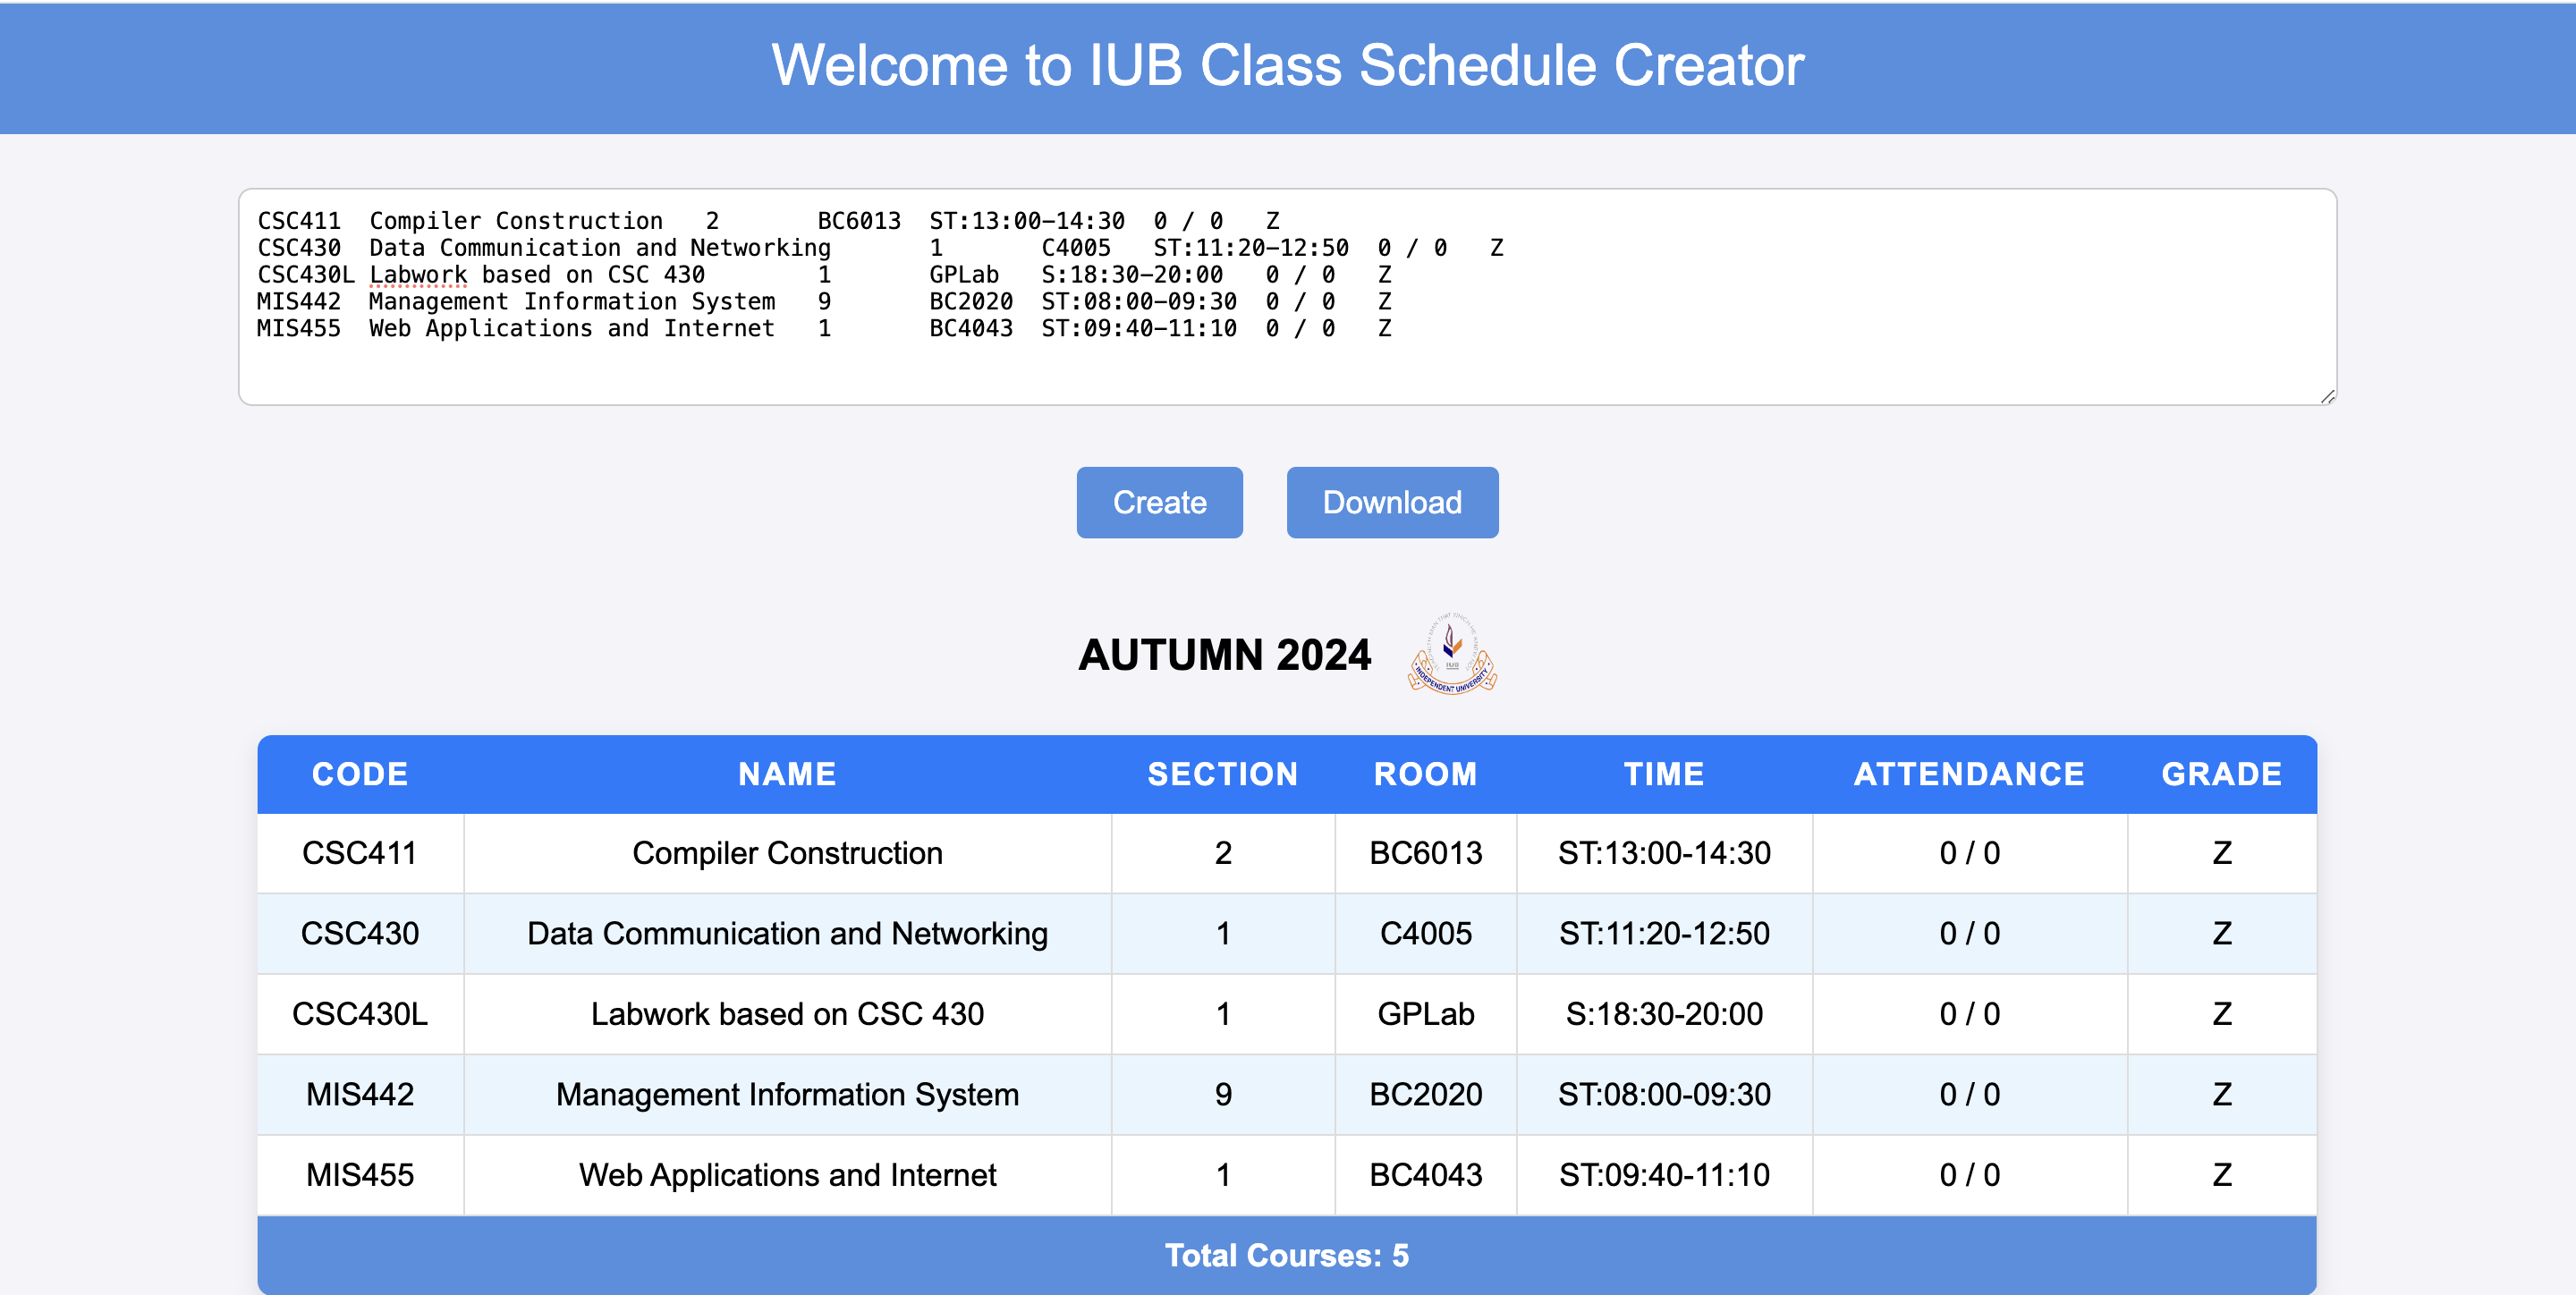 Welcome to IUB Class Schedule Creator
CSC411 Compiler Construction 2 BC6013 ST:13:00-14:30 0 / 0 Z
CSC430 Data Communication and Networking 1 C4005 ST:11:20-12:50 0 / 0 Z
CSC430L Labwork based on CSC 430 1 GPLab S:18:30-20:00 0 / 0 Z
MIS442 Management Information System 9 BC2020 ST:08:00-09:30 0 / 0 Z
MIS455 Web Applications and Internet 1 BC4043 ST:09:40-11:10 0 / 0 Z
Create Download
AUTUMN 2024
IUB
INDEPENDENT UNIVERSITY
CODE NAME SECTION ROOM TIME ATTENDANCE GRADE
CSC411 Compiler Construction 2 BC6013 ST:13:00-14:30 0 / 0 Z
CSC430 Data Communication and Networking 1 C4005 ST:11:20-12:50 0 / 0 Z
CSC430L Labwork based on CSC 430 1 GPLab S:18:30-20:00 0 / 0 Z
MIS442 Management Information System 9 BC2020 ST:08:00-09:30 0 / 0 Z
MIS455 Web Applications and Internet 1 BC4043 ST:09:40-11:10 0 / 0 Z
Total Courses: 5